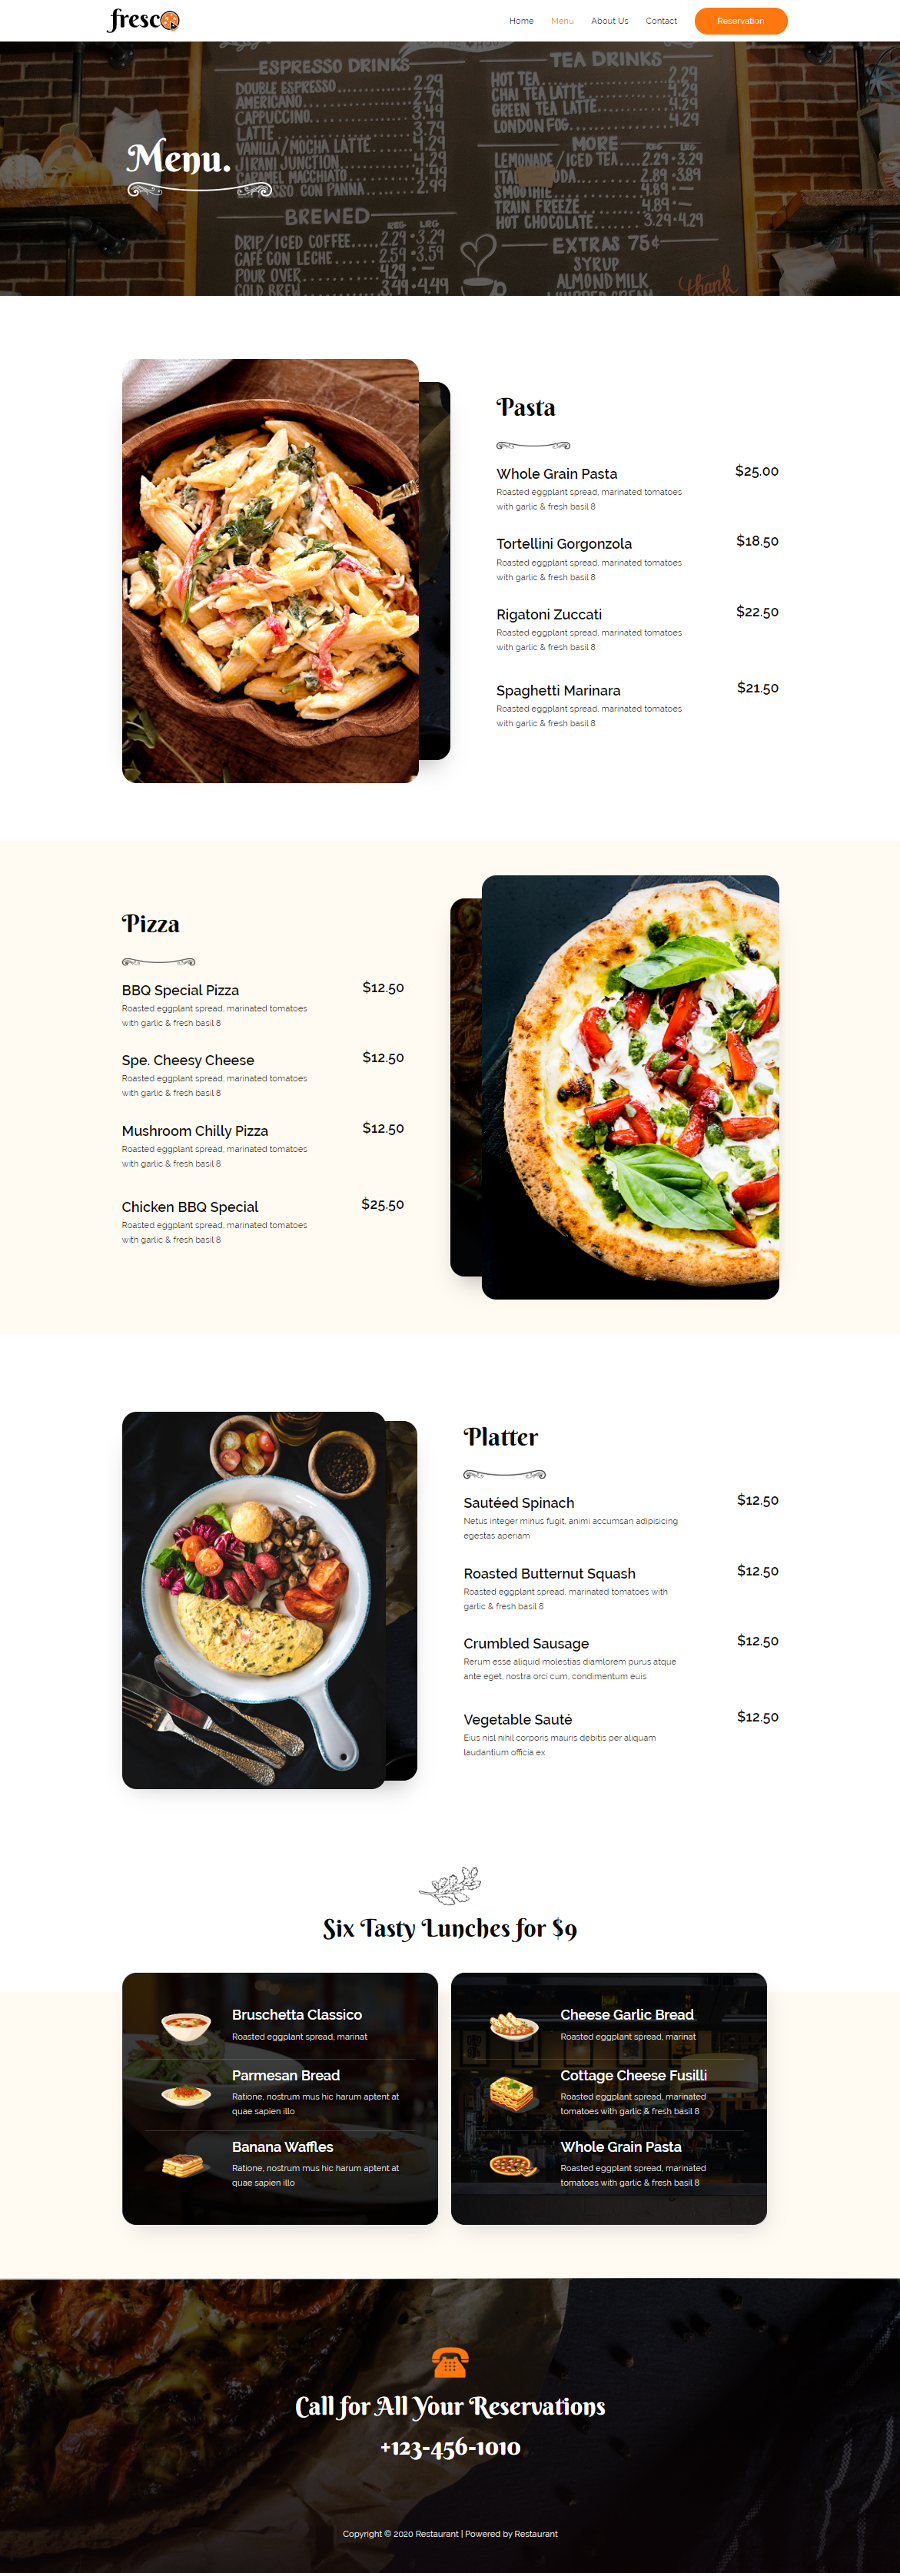 fresco
Home Menu About Us Contact Reservation
ESPRESSO DRINKS
DOUBLE ESPRESSO 2.29
AMERICANO 2.79
CAPPUCCINO 3.49
LATTE 3.79
VANILLA/MOCHA LATTE 4.29
JUNCTION 4.49
MACCHIATO 4.49
ESPRESSO CON PANNA 2.99
BREWED
REG LRG
DRIP/ICED COFFEE 2.29 • 3.29
CAFÉ CON LECHE 2.59 • 3.59
POUR OVER 4.29 • —
COLD BREW 3.49 • 4.49
TEA DRINKS
HOT TEA 2.29
CHAI TEA LATTE 4.29
GREEN TEA LATTE 4.29
LONDON FOG 4.29
MORE
REG LRG
LEMONADE/ICED TEA 2.89 • 3.89
SMOOTHIE 4.89 • —
TRAIN FREEZE 4.89 • —
HOT CHOCOLATE 3.29 • 4.29
EXTRAS 75¢
SYRUP
ALMOND MILK
WHIPPED CREAM
thank
Menu.
Pasta
Whole Grain Pasta $25.00
Roasted eggplant spread, marinated tomatoes
with garlic & fresh basil 8
Tortellini Gorgonzola $18.50
Roasted eggplant spread, marinated tomatoes
with garlic & fresh basil 8
Rigatoni Zuccati $22.50
Roasted eggplant spread, marinated tomatoes
with garlic & fresh basil 8
Spaghetti Marinara $21.50
Roasted eggplant spread, marinated tomatoes
with garlic & fresh basil 8
Pizza
BBQ Special Pizza $12.50
Roasted eggplant spread, marinated tomatoes
with garlic & fresh basil 8
Spe. Cheesy Cheese $12.50
Roasted eggplant spread, marinated tomatoes
with garlic & fresh basil 8
Mushroom Chilly Pizza $12.50
Roasted eggplant spread, marinated tomatoes
with garlic & fresh basil 8
Chicken BBQ Special $25.50
Roasted eggplant spread, marinated tomatoes
with garlic & fresh basil 8
Platter
Sautéed Spinach $12.50
Netus integer minus fugit, animi accumsan adipisicing
egestas aperiam
Roasted Butternut Squash $12.50
Roasted eggplant spread, marinated tomatoes with
garlic & fresh basil 8
Crumbled Sausage $12.50
Rerum esse aliquid molestias diamlorem purus atque
ante eget, nostra orci cum, condimentum euis
Vegetable Sauté $12.50
Eius nisl nihil corporis mauris debitis per aliquam
laudantium officia ex
Six Tasty Lunches for $9
Bruschetta Classico
Roasted eggplant spread, marinat
Parmesan Bread
Ratione, nostrum mus hic harum aptent at
quae sapien illo
Banana Waffles
Ratione, nostrum mus hic harum aptent at
quae sapien illo
Cheese Garlic Bread
Roasted eggplant spread, marinat
Cottage Cheese Fusilli
Roasted eggplant spread, marinated
tomatoes with garlic & fresh basil 8
Whole Grain Pasta
Roasted eggplant spread, marinated
tomatoes with garlic & fresh basil 8
Call for All Your Reservations
+123-456-1010
Copyright © 2020 Restaurant | Powered by Restaurant